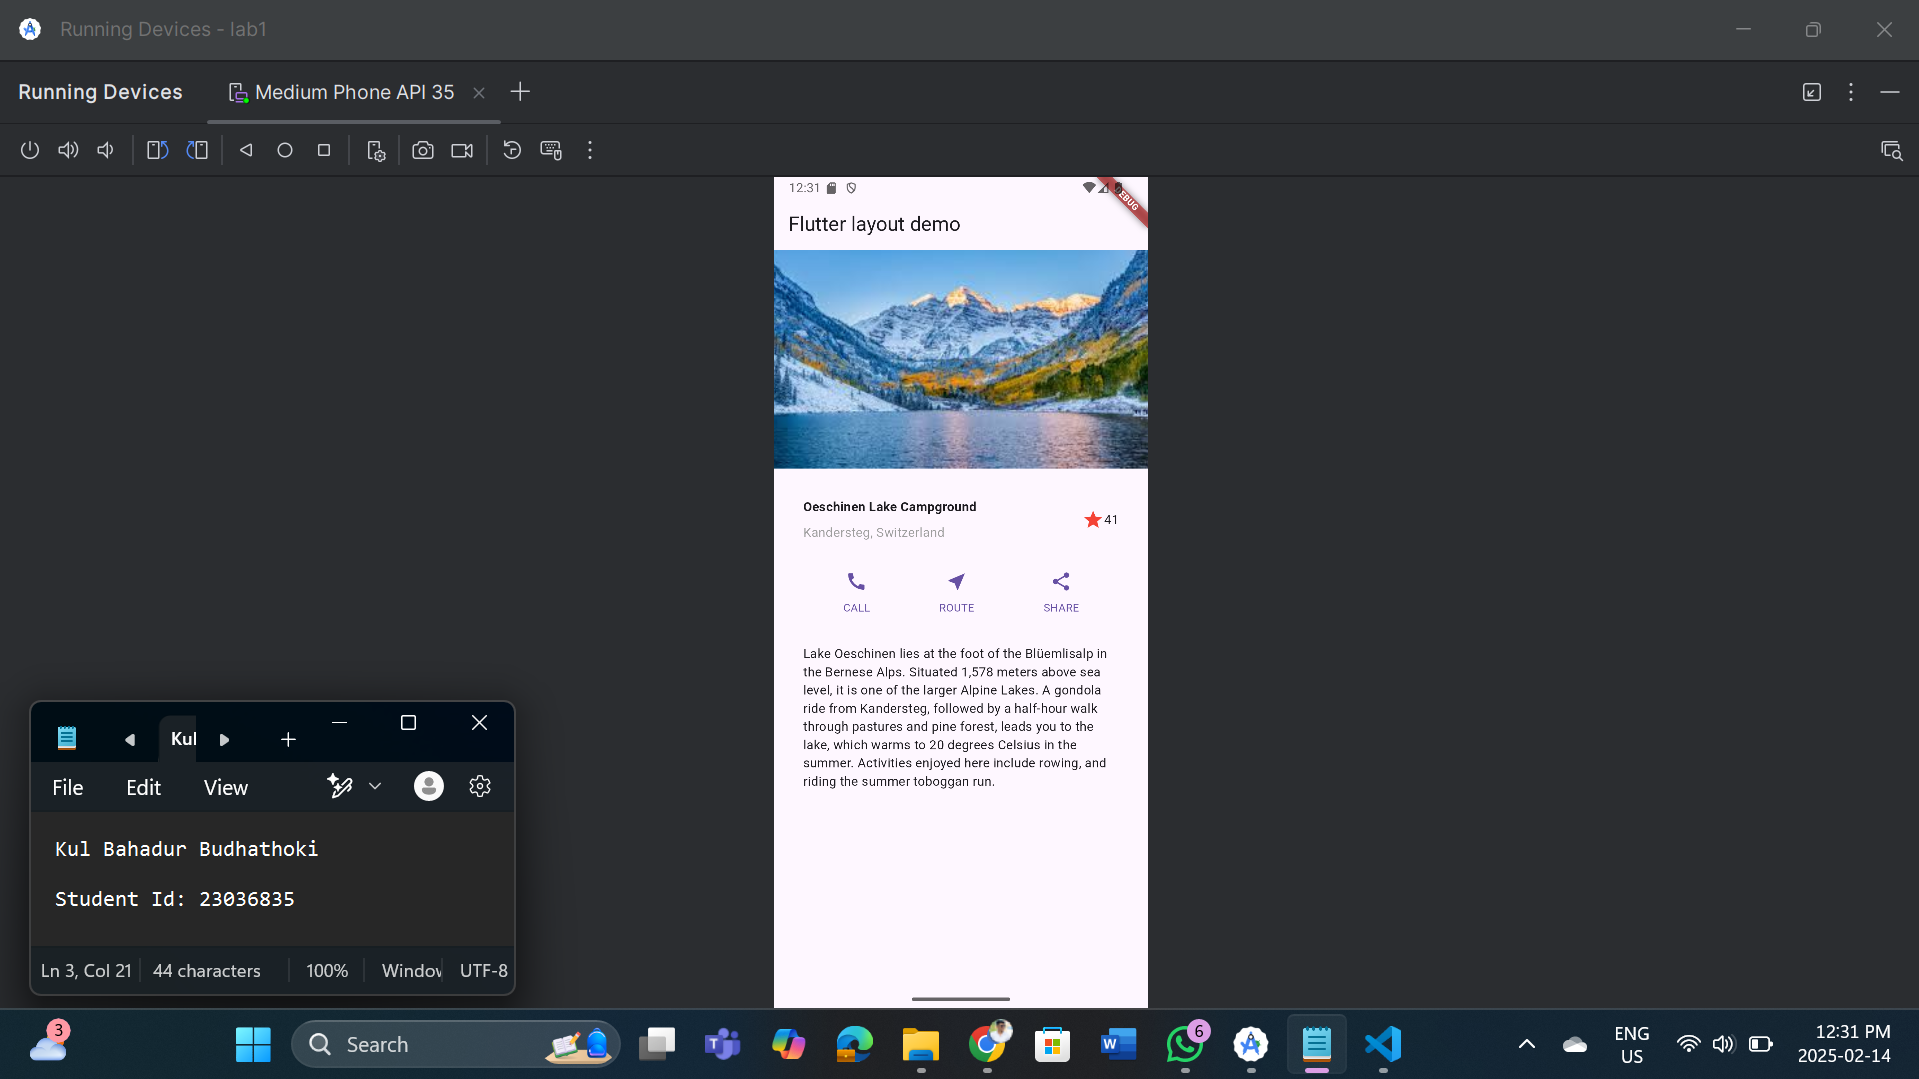 Running Devices - lab1
Running Devices
Medium Phone API 35
12:31
DEBUG
Flutter layout demo
Oeschinen Lake Campground
Kandersteg, Switzerland
41
CALL
ROUTE
SHARE
Lake Oeschinen lies at the foot of the Blüemlisalp in
the Bernese Alps. Situated 1,578 meters above sea
level, it is one of the larger Alpine Lakes. A gondola
ride from Kandersteg, followed by a half-hour walk
through pastures and pine forest, leads you to the
lake, which warms to 20 degrees Celsius in the
summer. Activities enjoyed here include rowing, and
riding the summer toboggan run.
Kul
File Edit View
Kul Bahadur Budhathoki
Student Id: 23036835
Ln 3, Col 21 44 characters 100% Window UTF-8
3
Search
6
ENG
US
12:31 PM
2025-02-14